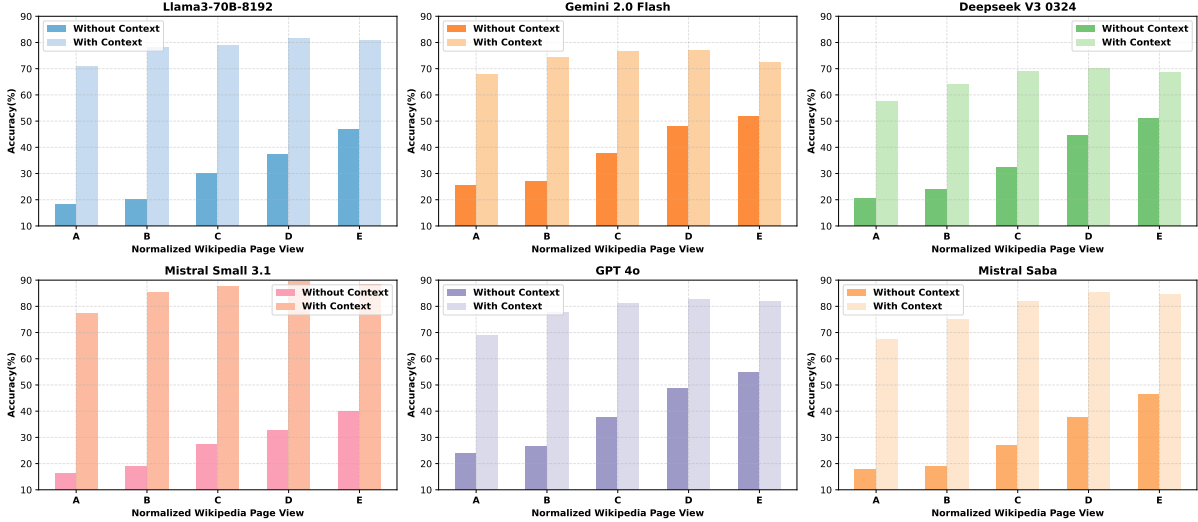 Llama3-70B-8192
Accuracy(%)
90
80
70
60
50
40
30
20
10
Without Context
With Context
A B C D E
Normalized Wikipedia Page View
Gemini 2.0 Flash
Accuracy(%)
90
80
70
60
50
40
30
20
10
Without Context
With Context
A B C D E
Normalized Wikipedia Page View
Deepseek V3 0324
Accuracy(%)
90
80
70
60
50
40
30
20
10
Without Context
With Context
A B C D E
Normalized Wikipedia Page View
Mistral Small 3.1
Accuracy(%)
90
80
70
60
50
40
30
20
10
Without Context
With Context
A B C D E
Normalized Wikipedia Page View
GPT 4o
Accuracy(%)
90
80
70
60
50
40
30
20
10
Without Context
With Context
A B C D E
Normalized Wikipedia Page View
Mistral Saba
Accuracy(%)
90
80
70
60
50
40
30
20
10
Without Context
With Context
A B C D E
Normalized Wikipedia Page View